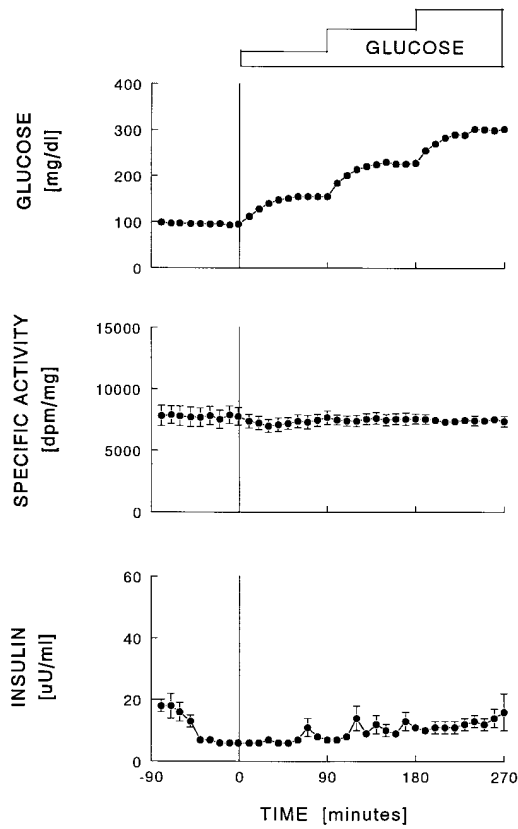 GLUCOSE
GLUCOSE
[mg/dl]
400
300
200
100
0
SPECIFIC ACTIVITY
[dpm/mg]
15000
10000
5000
0
INSULIN
[uU/ml]
60
40
20
0
-90 0 90 180 270
TIME [minutes]